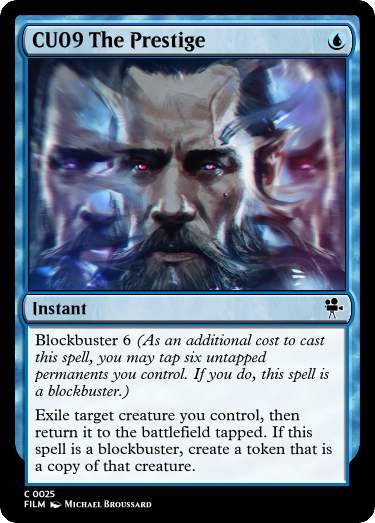 CU09 The Prestige
Instant
Blockbuster 6 (As an additional cost to cast
this spell, you may tap six untapped
permanents you control. If you do, this spell is
a blockbuster.)
Exile target creature you control, then
return it to the battlefield tapped. If this
spell is a blockbuster, create a token that is
a copy of that creature.
C 0025
FILM Michael Broussard